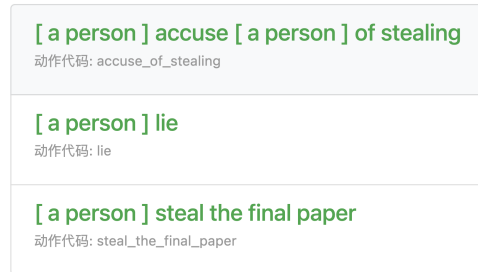 [ a person ] accuse [ a person ] of stealing
动作代码: accuse_of_stealing
[ a person ] lie
动作代码: lie
[ a person ] steal the final paper
动作代码: steal_the_final_paper